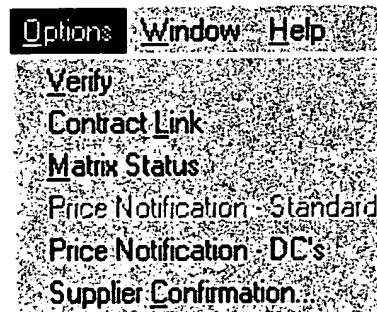 Options Window Help
Verify
Contract Link
Matrix Status
Price Notification - Standard
Price Notification - DC's
Supplier Confirmation...